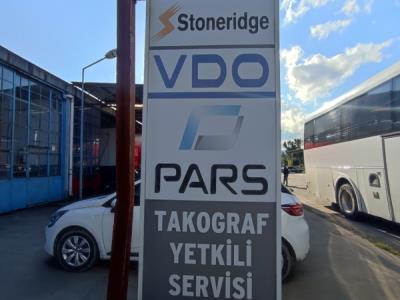 Stoneridge
VDO
PARS
TAKOGRAF
YETKİLİ
SERVİSİ